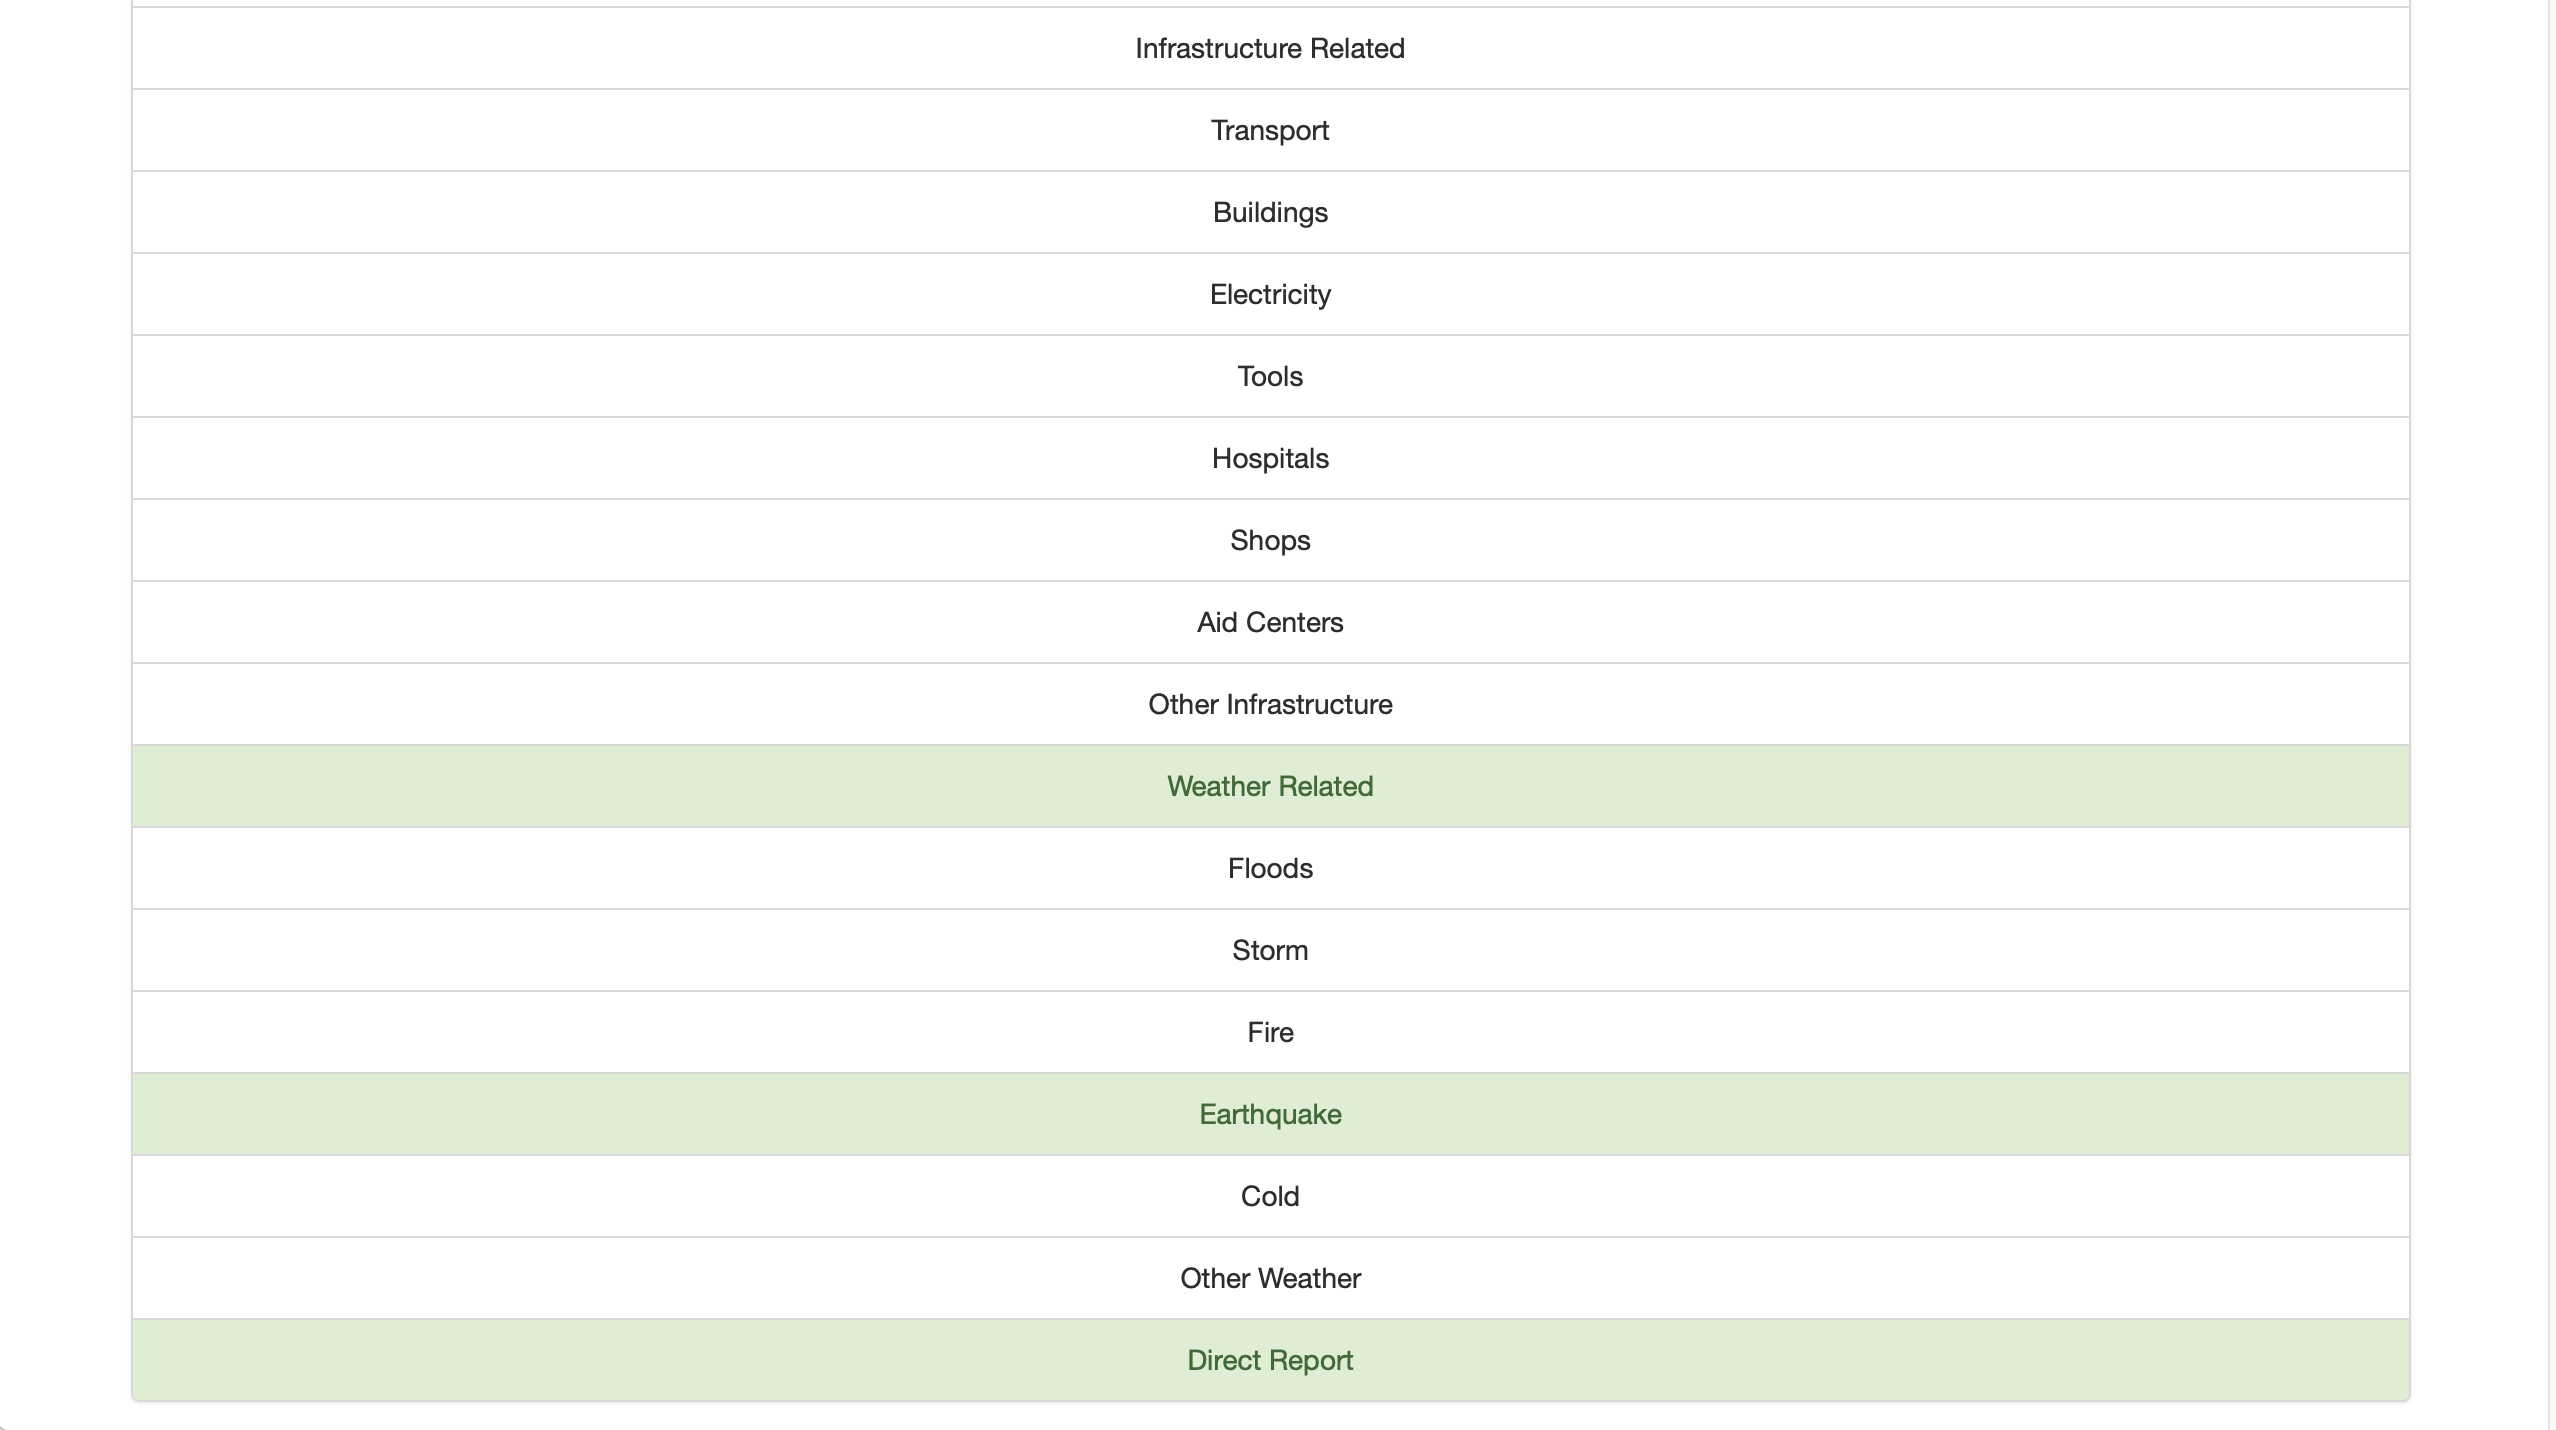 Infrastructure Related
Transport
Buildings
Electricity
Tools
Hospitals
Shops
Aid Centers
Other Infrastructure
Weather Related
Floods
Storm
Fire
Earthquake
Cold
Other Weather
Direct Report